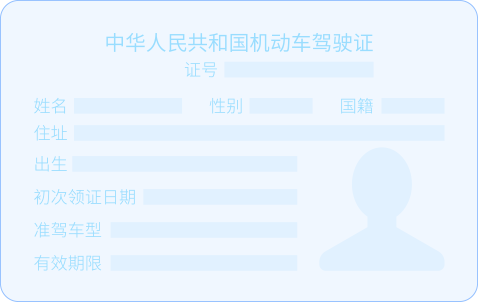 中华人民共和国机动车驾驶证
证号
姓名 性别 国籍
住址
出生
初次领证日期
准驾车型
有效期限